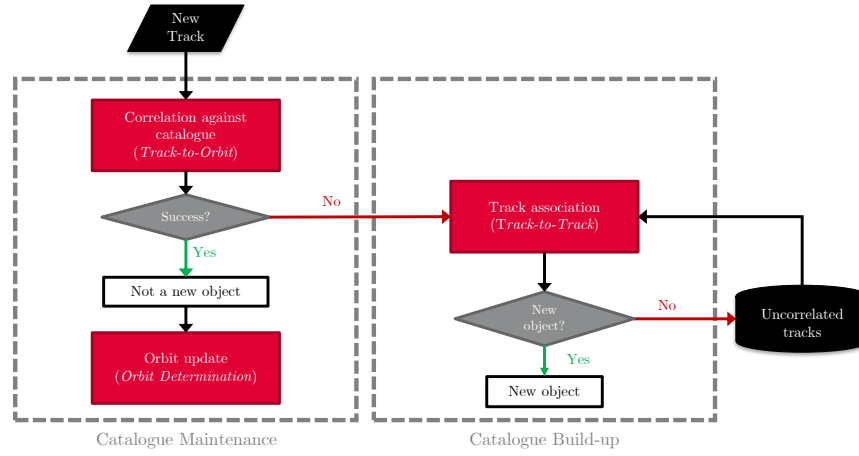 New
Track
Correlation against
catalogue
(Track-to-Orbit)
Success?
No
Yes
Not a new object
Orbit update
(Orbit Determination)
Catalogue Maintenance
Track association
(Track-to-Track)
New
object?
No
Yes
New object
Catalogue Build-up
Uncorrelated
tracks